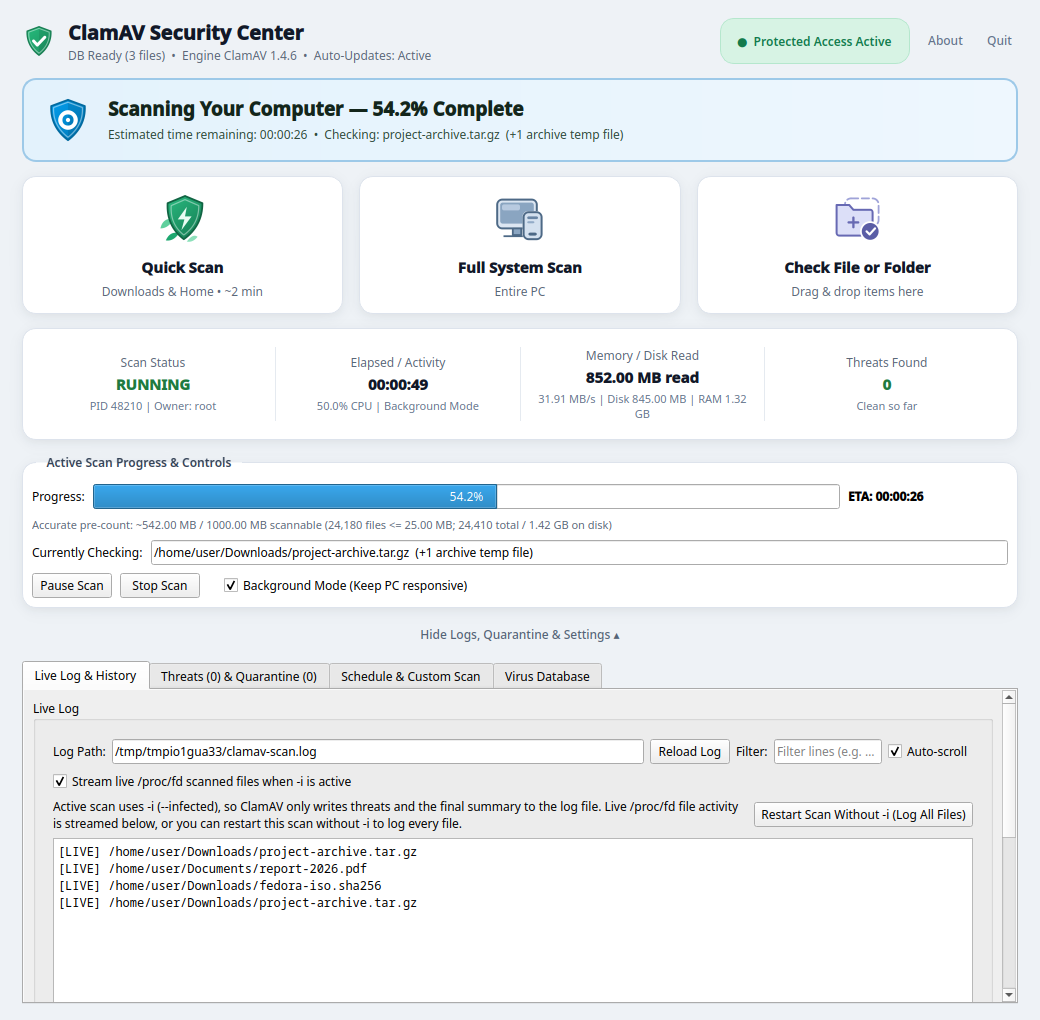 ClamAV Security Center
DB Ready (3 files) • Engine ClamAV 1.4.6 • Auto-Updates: Active
● Protected Access Active
About
Quit
Scanning Your Computer — 54.2% Complete
Estimated time remaining: 00:00:26 • Checking: project-archive.tar.gz (+1 archive temp file)
Quick Scan
Downloads & Home • ~2 min
Full System Scan
Entire PC
Check File or Folder
Drag & drop items here
Scan Status
RUNNING
PID 48210 | Owner: root
Elapsed / Activity
00:00:49
50.0% CPU | Background Mode
Memory / Disk Read
852.00 MB read
31.91 MB/s | Disk 845.00 MB | RAM 1.32
GB
Threats Found
0
Clean so far
Active Scan Progress & Controls
Progress:
54.2%
ETA: 00:00:26
Accurate pre-count: ~542.00 MB / 1000.00 MB scannable (24,180 files <= 25.00 MB; 24,410 total / 1.42 GB on disk)
Currently Checking:
/home/user/Downloads/project-archive.tar.gz (+1 archive temp file)
Pause Scan
Stop Scan
Background Mode (Keep PC responsive)
Hide Logs, Quarantine & Settings ▴
Live Log & History
Threats (0) & Quarantine (0)
Schedule & Custom Scan
Virus Database
Live Log
Log Path:
/tmp/tmpio1gua33/clamav-scan.log
Reload Log
Filter:
Filter lines (e.g. ...
Auto-scroll
Stream live /proc/fd scanned files when -i is active
Active scan uses -i (--infected), so ClamAV only writes threats and the final summary to the log file. Live /proc/fd file activity
is streamed below, or you can restart this scan without -i to log every file.
Restart Scan Without -i (Log All Files)
[LIVE] /home/user/Downloads/project-archive.tar.gz
[LIVE] /home/user/Documents/report-2026.pdf
[LIVE] /home/user/Downloads/fedora-iso.sha256
[LIVE] /home/user/Downloads/project-archive.tar.gz